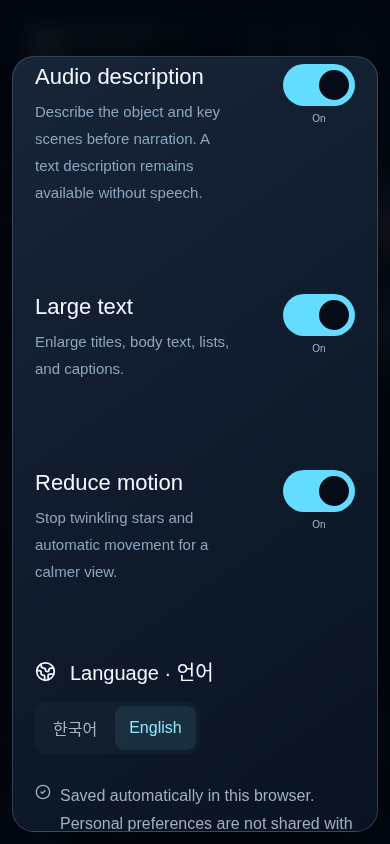 Audio description
Describe the object and key
scenes before narration. A
text description remains
available without speech.
On
Large text
Enlarge titles, body text, lists,
and captions.
On
Reduce motion
Stop twinkling stars and
automatic movement for a
calmer view.
On
Language · 언어
한국어 English
Saved automatically in this browser.
Personal preferences are not shared with